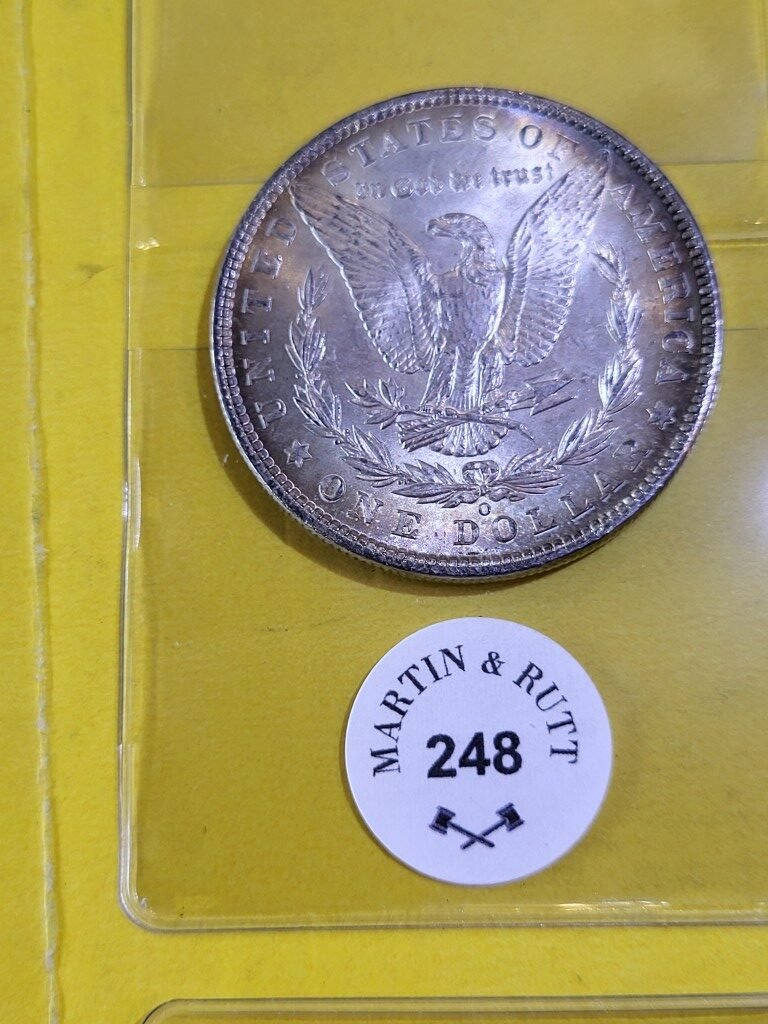 UNITED STATES OF AMERICA
In God we trust
O
ONE DOLLAR
MARTIN & RUTT
248